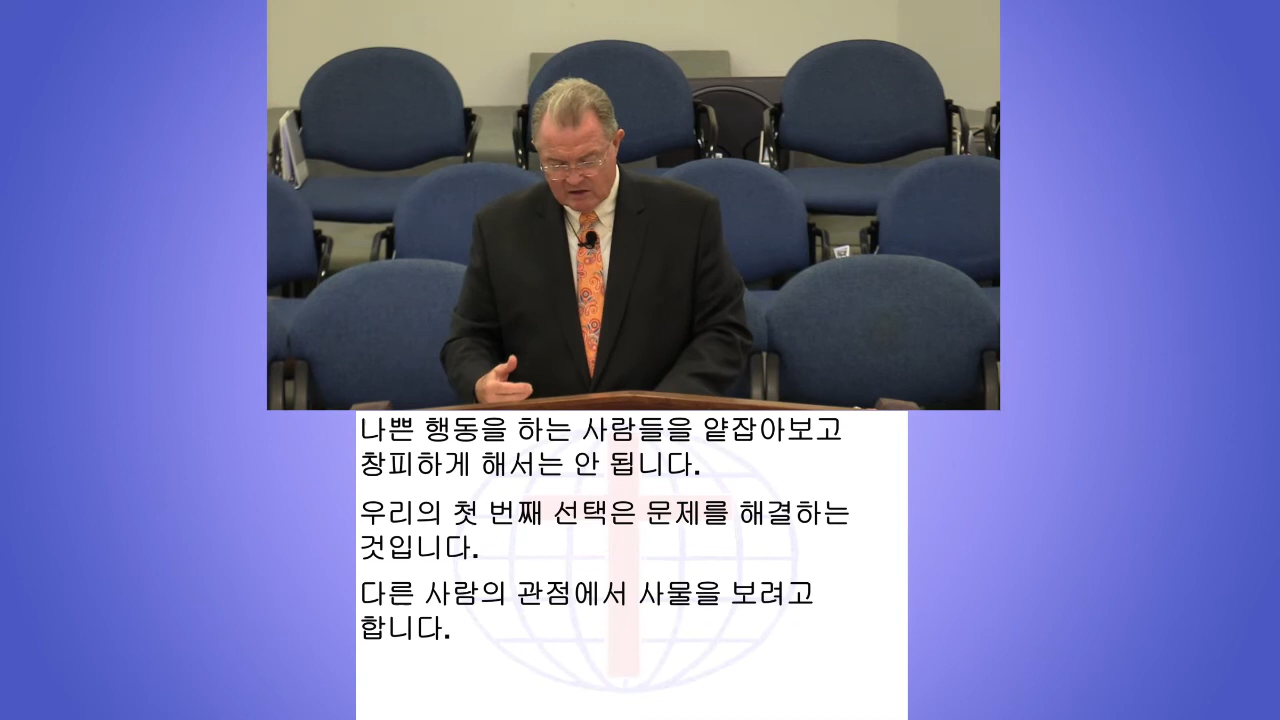 나쁜 행동을 하는 사람들을 얕잡아보고
창피하게 해서는 안 됩니다.
우리의 첫 번째 선택은 문제를 해결하는
것입니다.
다른 사람의 관점에서 사물을 보려고
합니다.